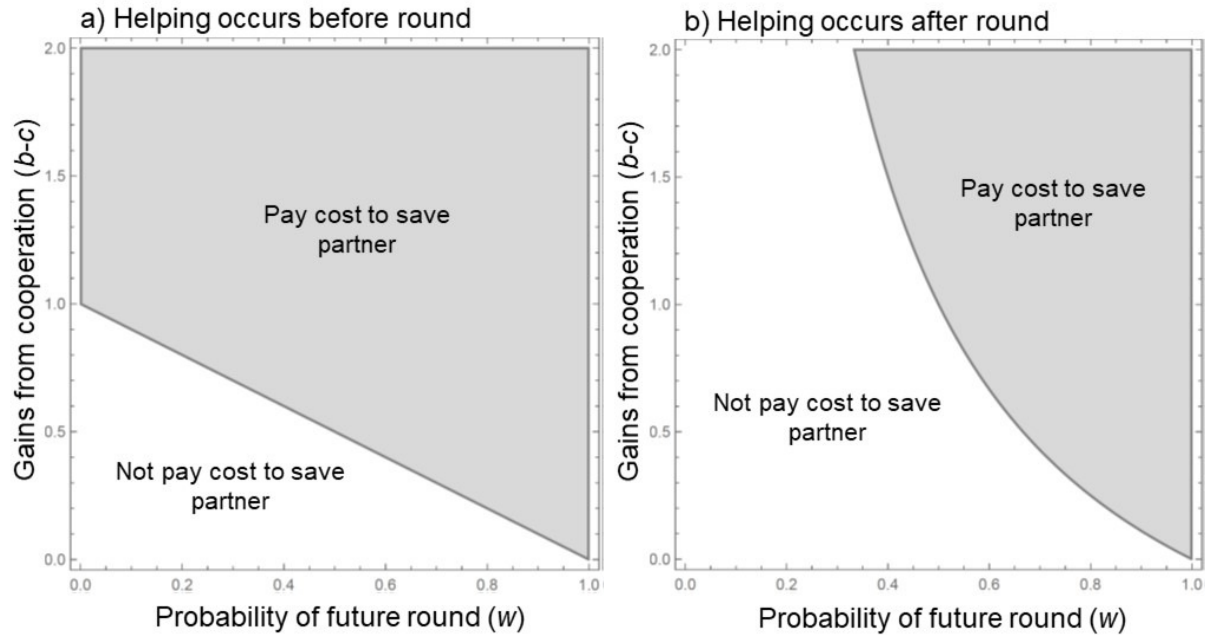 a) Helping occurs before round
2.0
1.5
1.0
0.5
0.0
0.0 0.2 0.4 0.6 0.8 1.0
Gains from cooperation (b-c)
Pay cost to save
partner
Not pay cost to save
partner
Probability of future round (w)
b) Helping occurs after round
2.0
1.5
1.0
0.5
0.0
0.0 0.2 0.4 0.6 0.8 1.0
Gains from cooperation (b-c)
Pay cost to save
partner
Not pay cost to save
partner
Probability of future round (w)